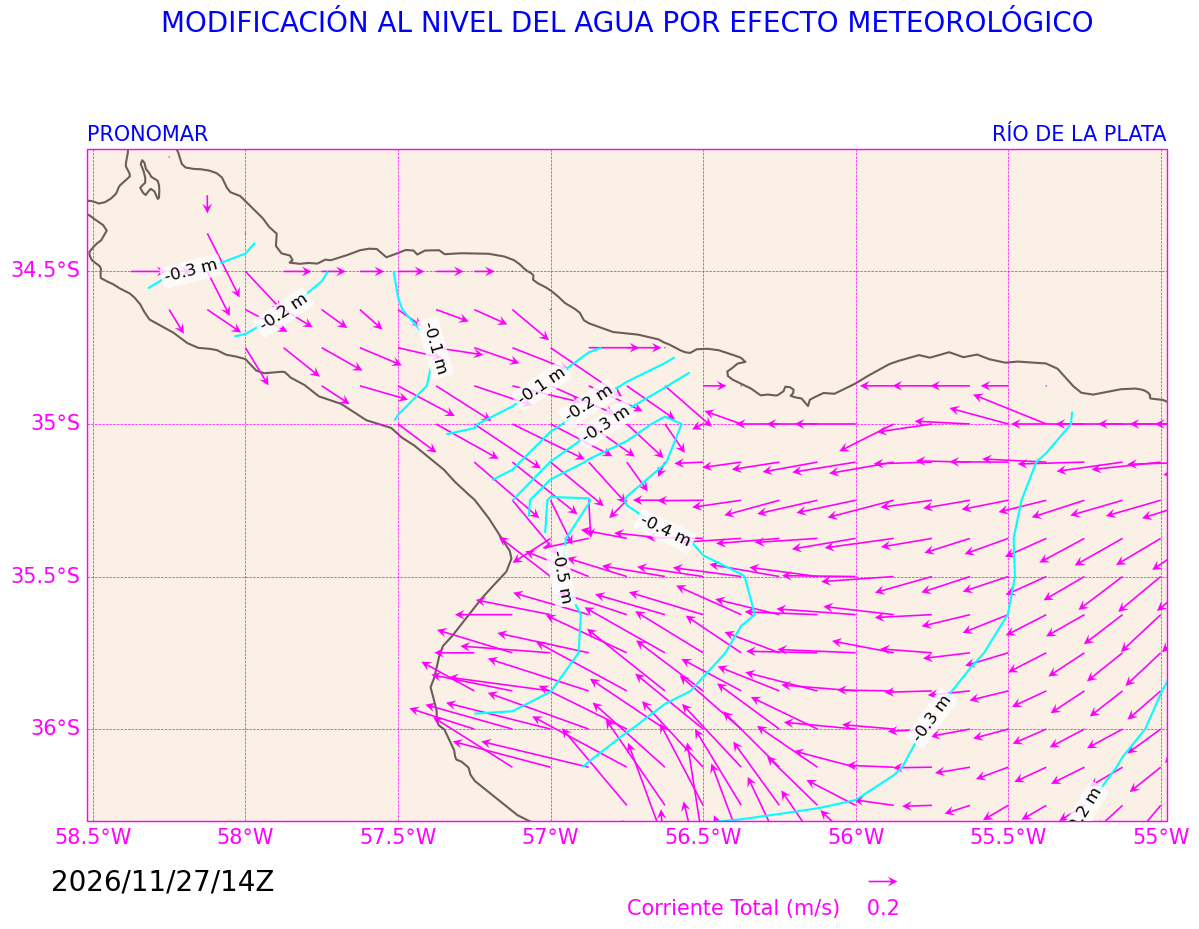 MODIFICACIÓN AL NIVEL DEL AGUA POR EFECTO METEOROLÓGICO
PRONOMAR
RÍO DE LA PLATA
-0.3 m
34.5°S
-0.2 m
-0.1 m
-0.1 m
-0.2 m
-0.3 m
35°S
-0.4 m
-0.5 m
35.5°S
-0.3 m
36°S
0.2 m
58.5°W 58°W 57.5°W 57°W 56.5°W 56°W 55.5°W 55°W
2026/11/27/14Z
Corriente Total (m/s) 0.2